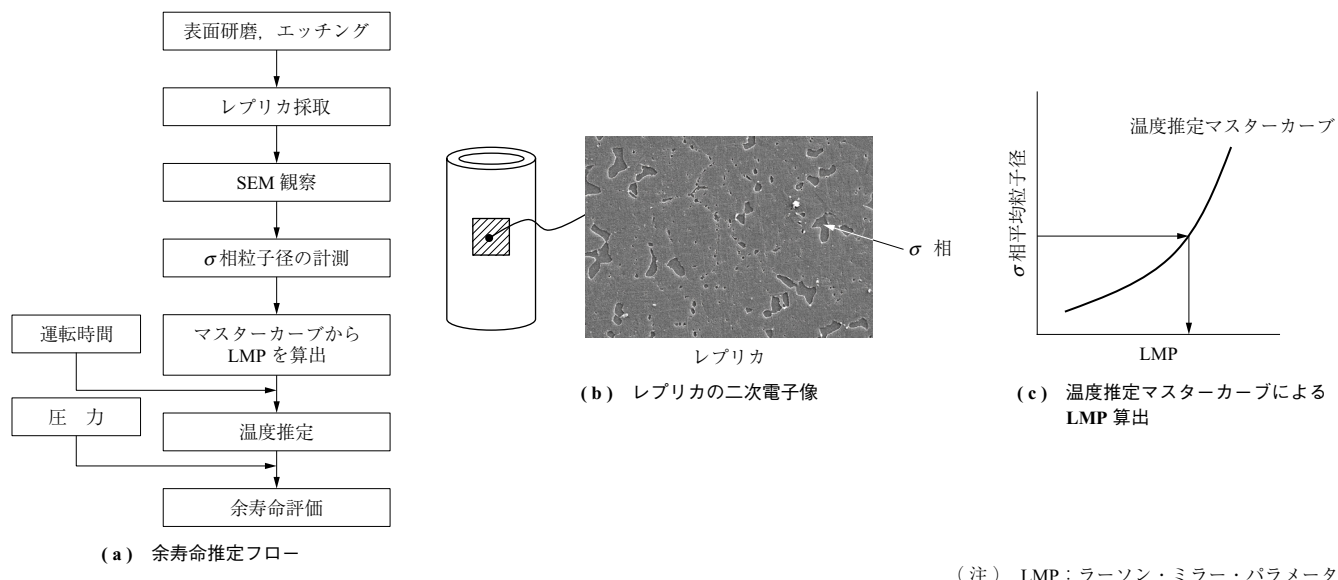 表面研磨，エッチング
レプリカ採取
SEM 観察
σ相粒子径の計測
運転時間
マスターカーブから
LMP を算出
圧　力
温度推定
余寿命評価
( a )　余寿命推定フロー
σ 相
レプリカ
( b )　レプリカの二次電子像
温度推定マスターカーブ
σ相平均粒子径
LMP
( c )　温度推定マスターカーブによる
LMP 算出
（ 注 ）　LMP：ラーソン・ミラー・パラメータ